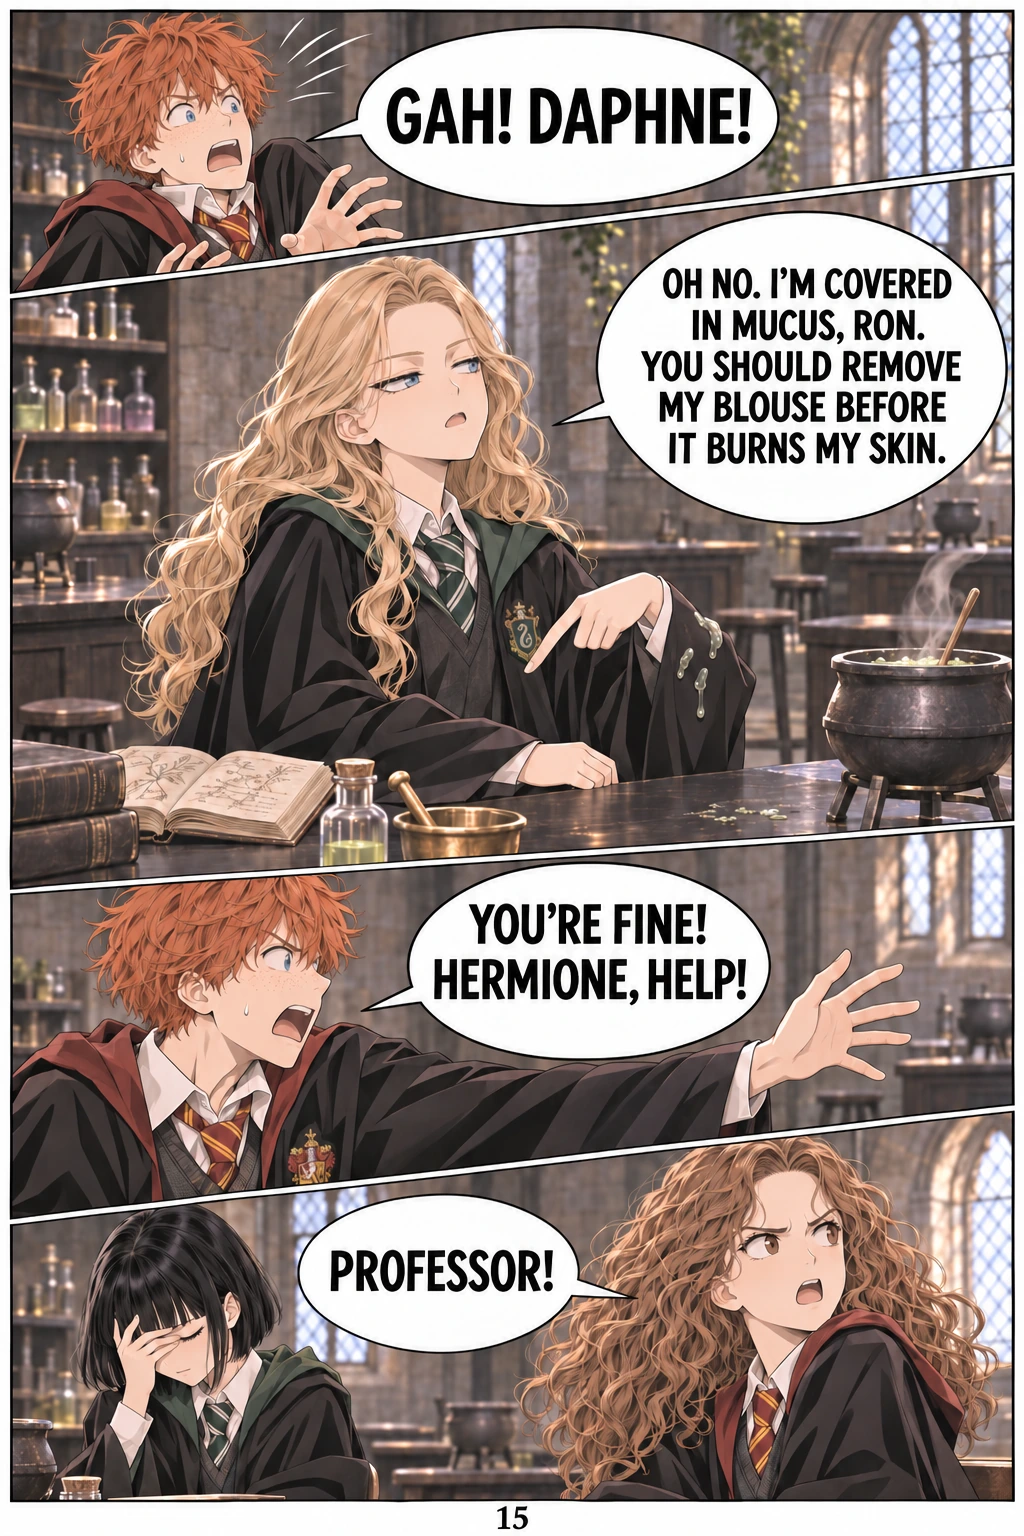 GAH! DAPHNE!
OH NO. I'M COVERED
IN MUCUS, RON.
YOU SHOULD REMOVE
MY BLOUSE BEFORE
IT BURNS MY SKIN.
YOU'RE FINE!
HERMIONE, HELP!
PROFESSOR!
15